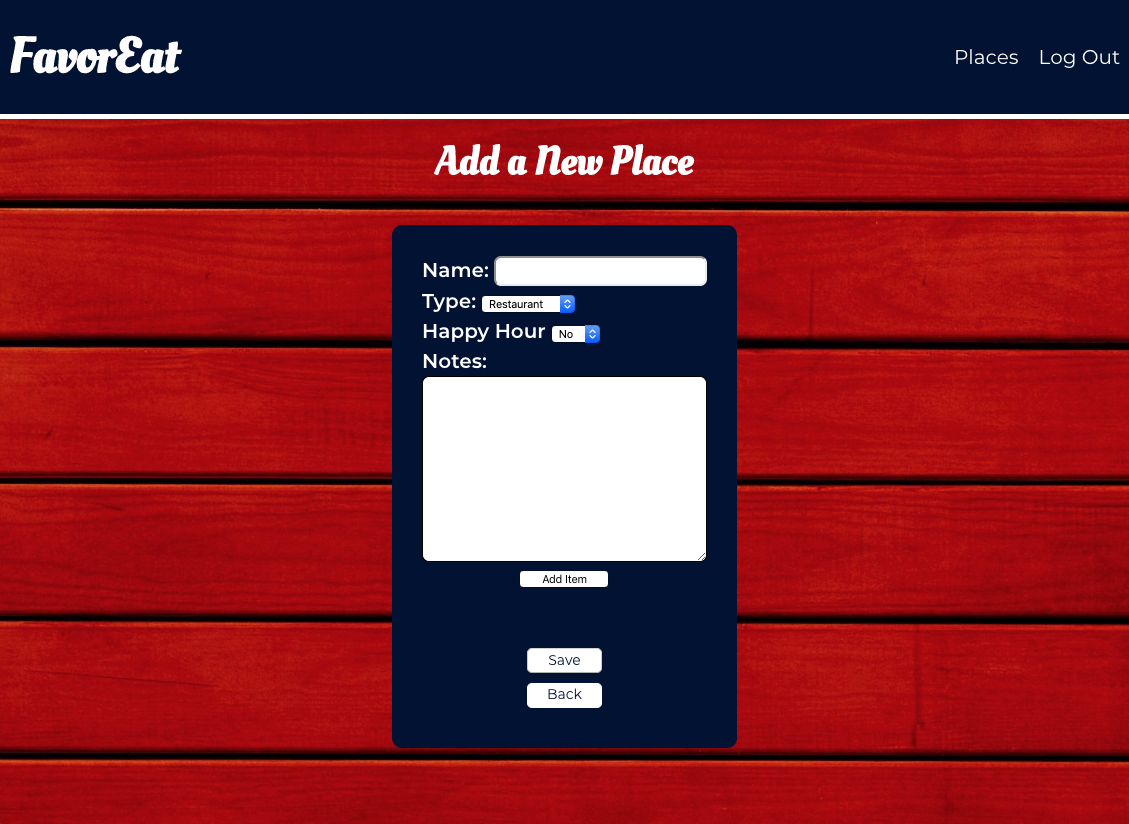 FavorEat
Places Log Out
Add a New Place
Name:
Type: Restaurant
Happy Hour No
Notes:
Add Item
Save
Back